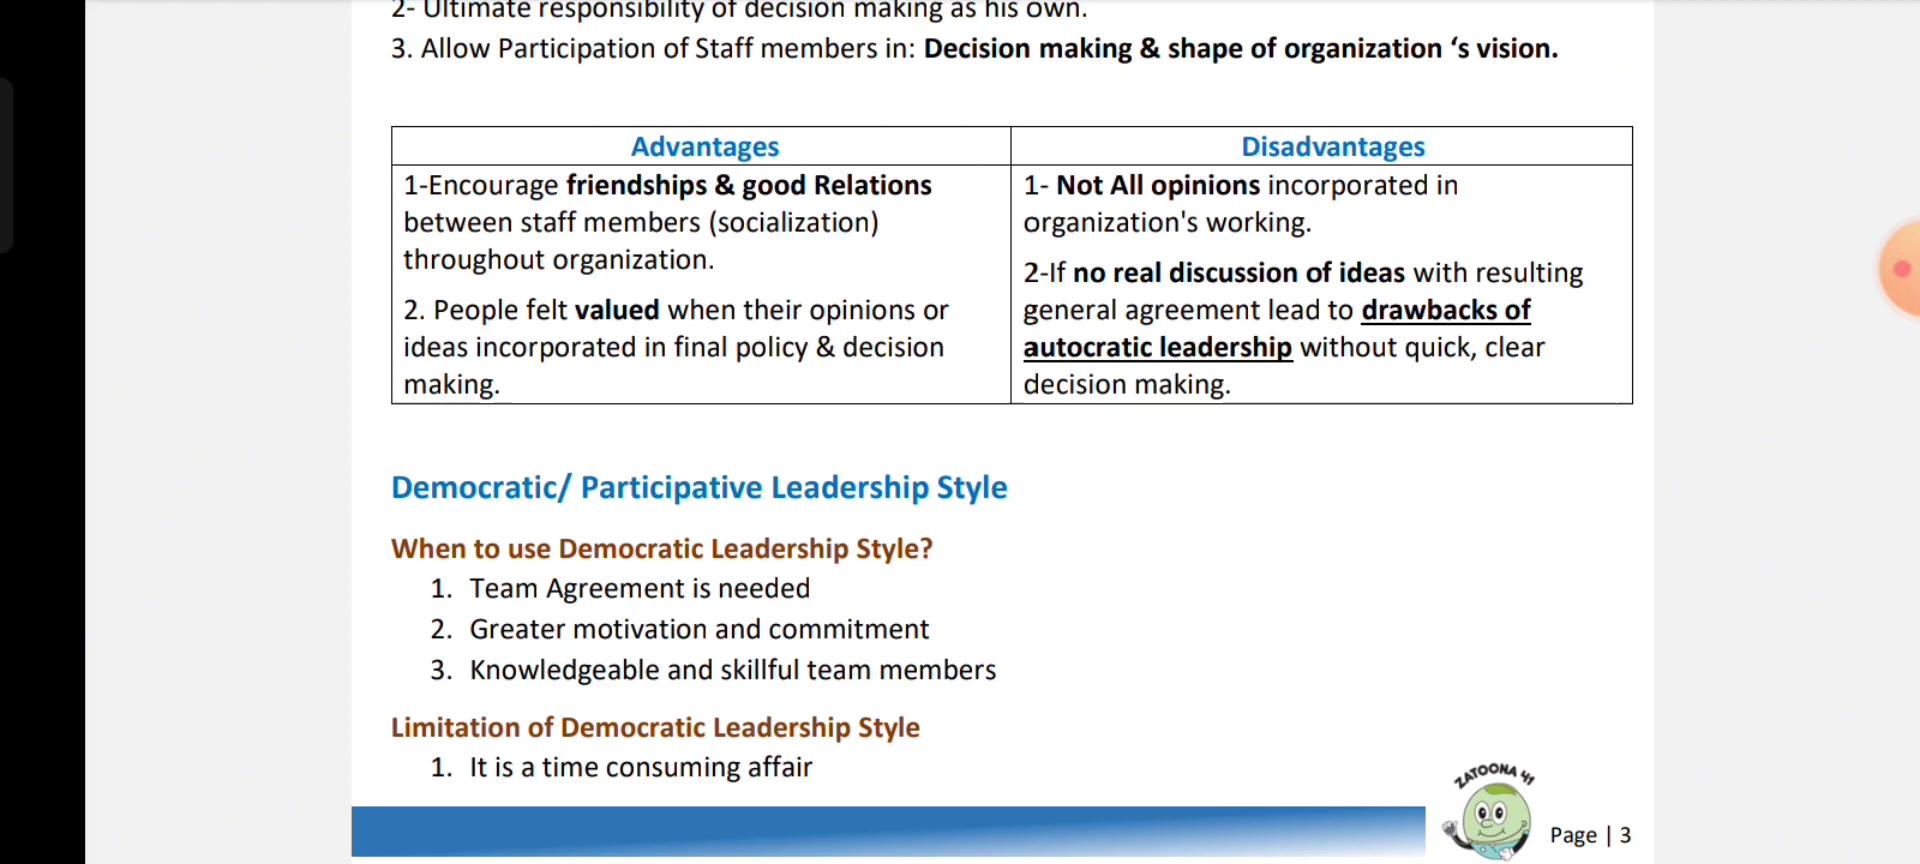 2- Ultimate responsibility of decision making as his own.
3. Allow Participation of Staff members in: Decision making & shape of organization ‘s vision.
Advantages
Disadvantages
1-Encourage friendships & good Relations
between staff members (socialization)
throughout organization.
2. People felt valued when their opinions or
ideas incorporated in final policy & decision
making.
1- Not All opinions incorporated in
organization's working.
2-If no real discussion of ideas with resulting
general agreement lead to drawbacks of
autocratic leadership without quick, clear
decision making.
Democratic/ Participative Leadership Style
When to use Democratic Leadership Style?
1. Team Agreement is needed
2. Greater motivation and commitment
3. Knowledgeable and skillful team members
Limitation of Democratic Leadership Style
1. It is a time consuming affair
ZATOONA 41
Page | 3